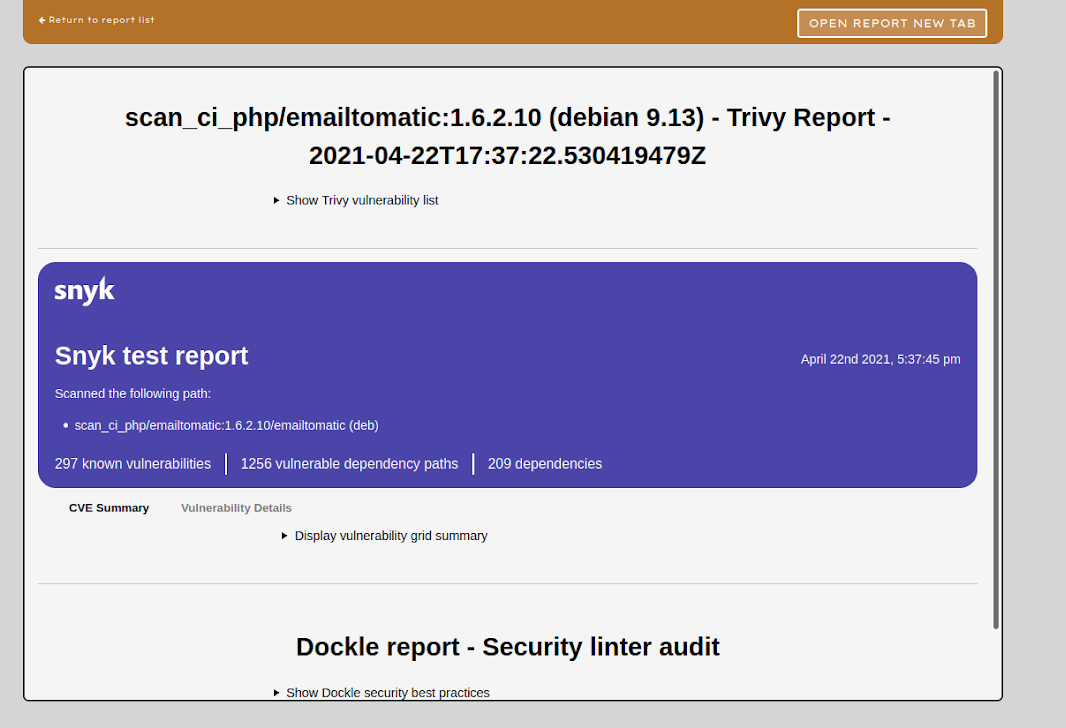 Return to report list
OPEN REPORT NEW TAB
scan_ci_php/emailtomatic:1.6.2.10 (debian 9.13) - Trivy Report -
2021-04-22T17:37:22.530419479Z
Show Trivy vulnerability list
snyk
Snyk test report
April 22nd 2021, 5:37:45 pm
Scanned the following path:
• scan_ci_php/emailtomatic:1.6.2.10/emailtomatic (deb)
297 known vulnerabilities
1256 vulnerable dependency paths
209 dependencies
CVE Summary
Vulnerability Details
Display vulnerability grid summary
Dockle report - Security linter audit
Show Dockle security best practices